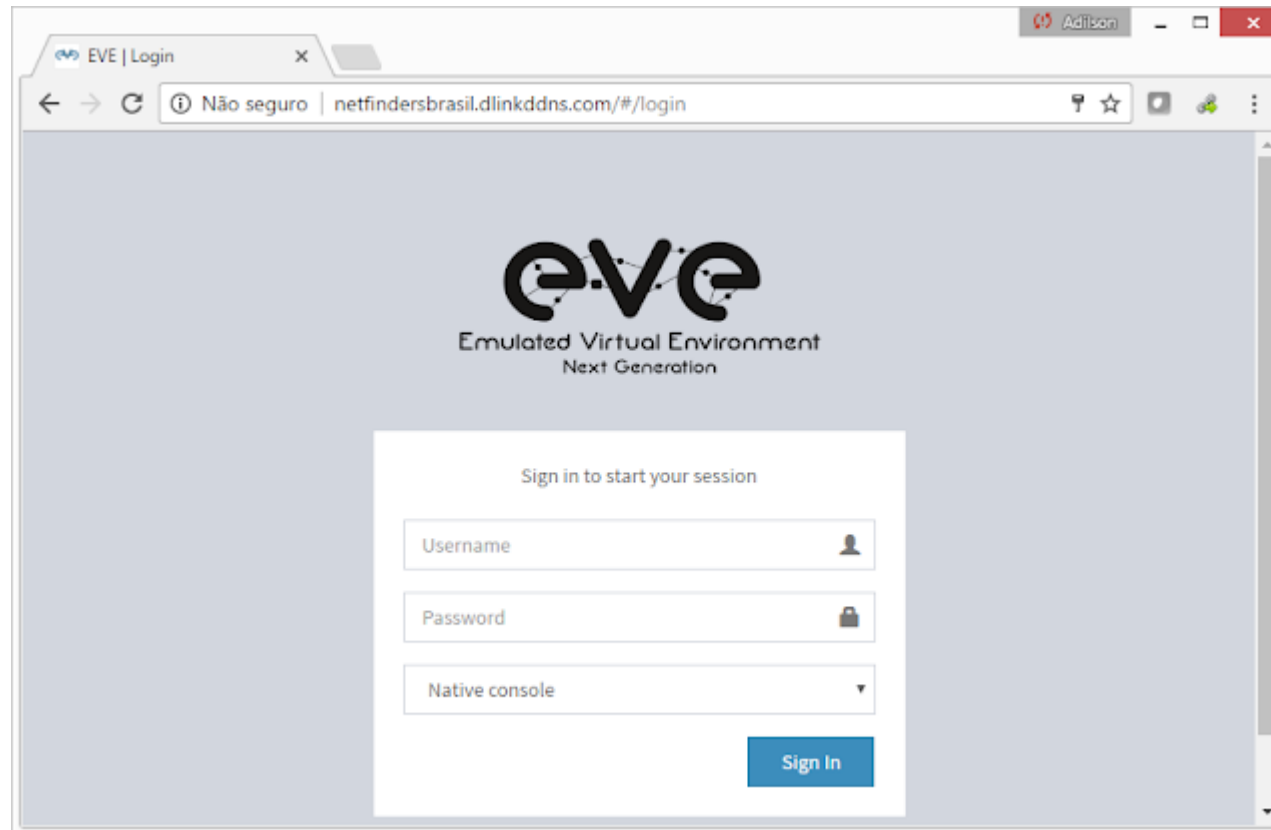 Adilson
EVE | Login
Não seguro | netfindersbrasil.dlinkddns.com/#/login
eve
Emulated Virtual Environment
Next Generation
Sign in to start your session
Username
Password
Native console
Sign In